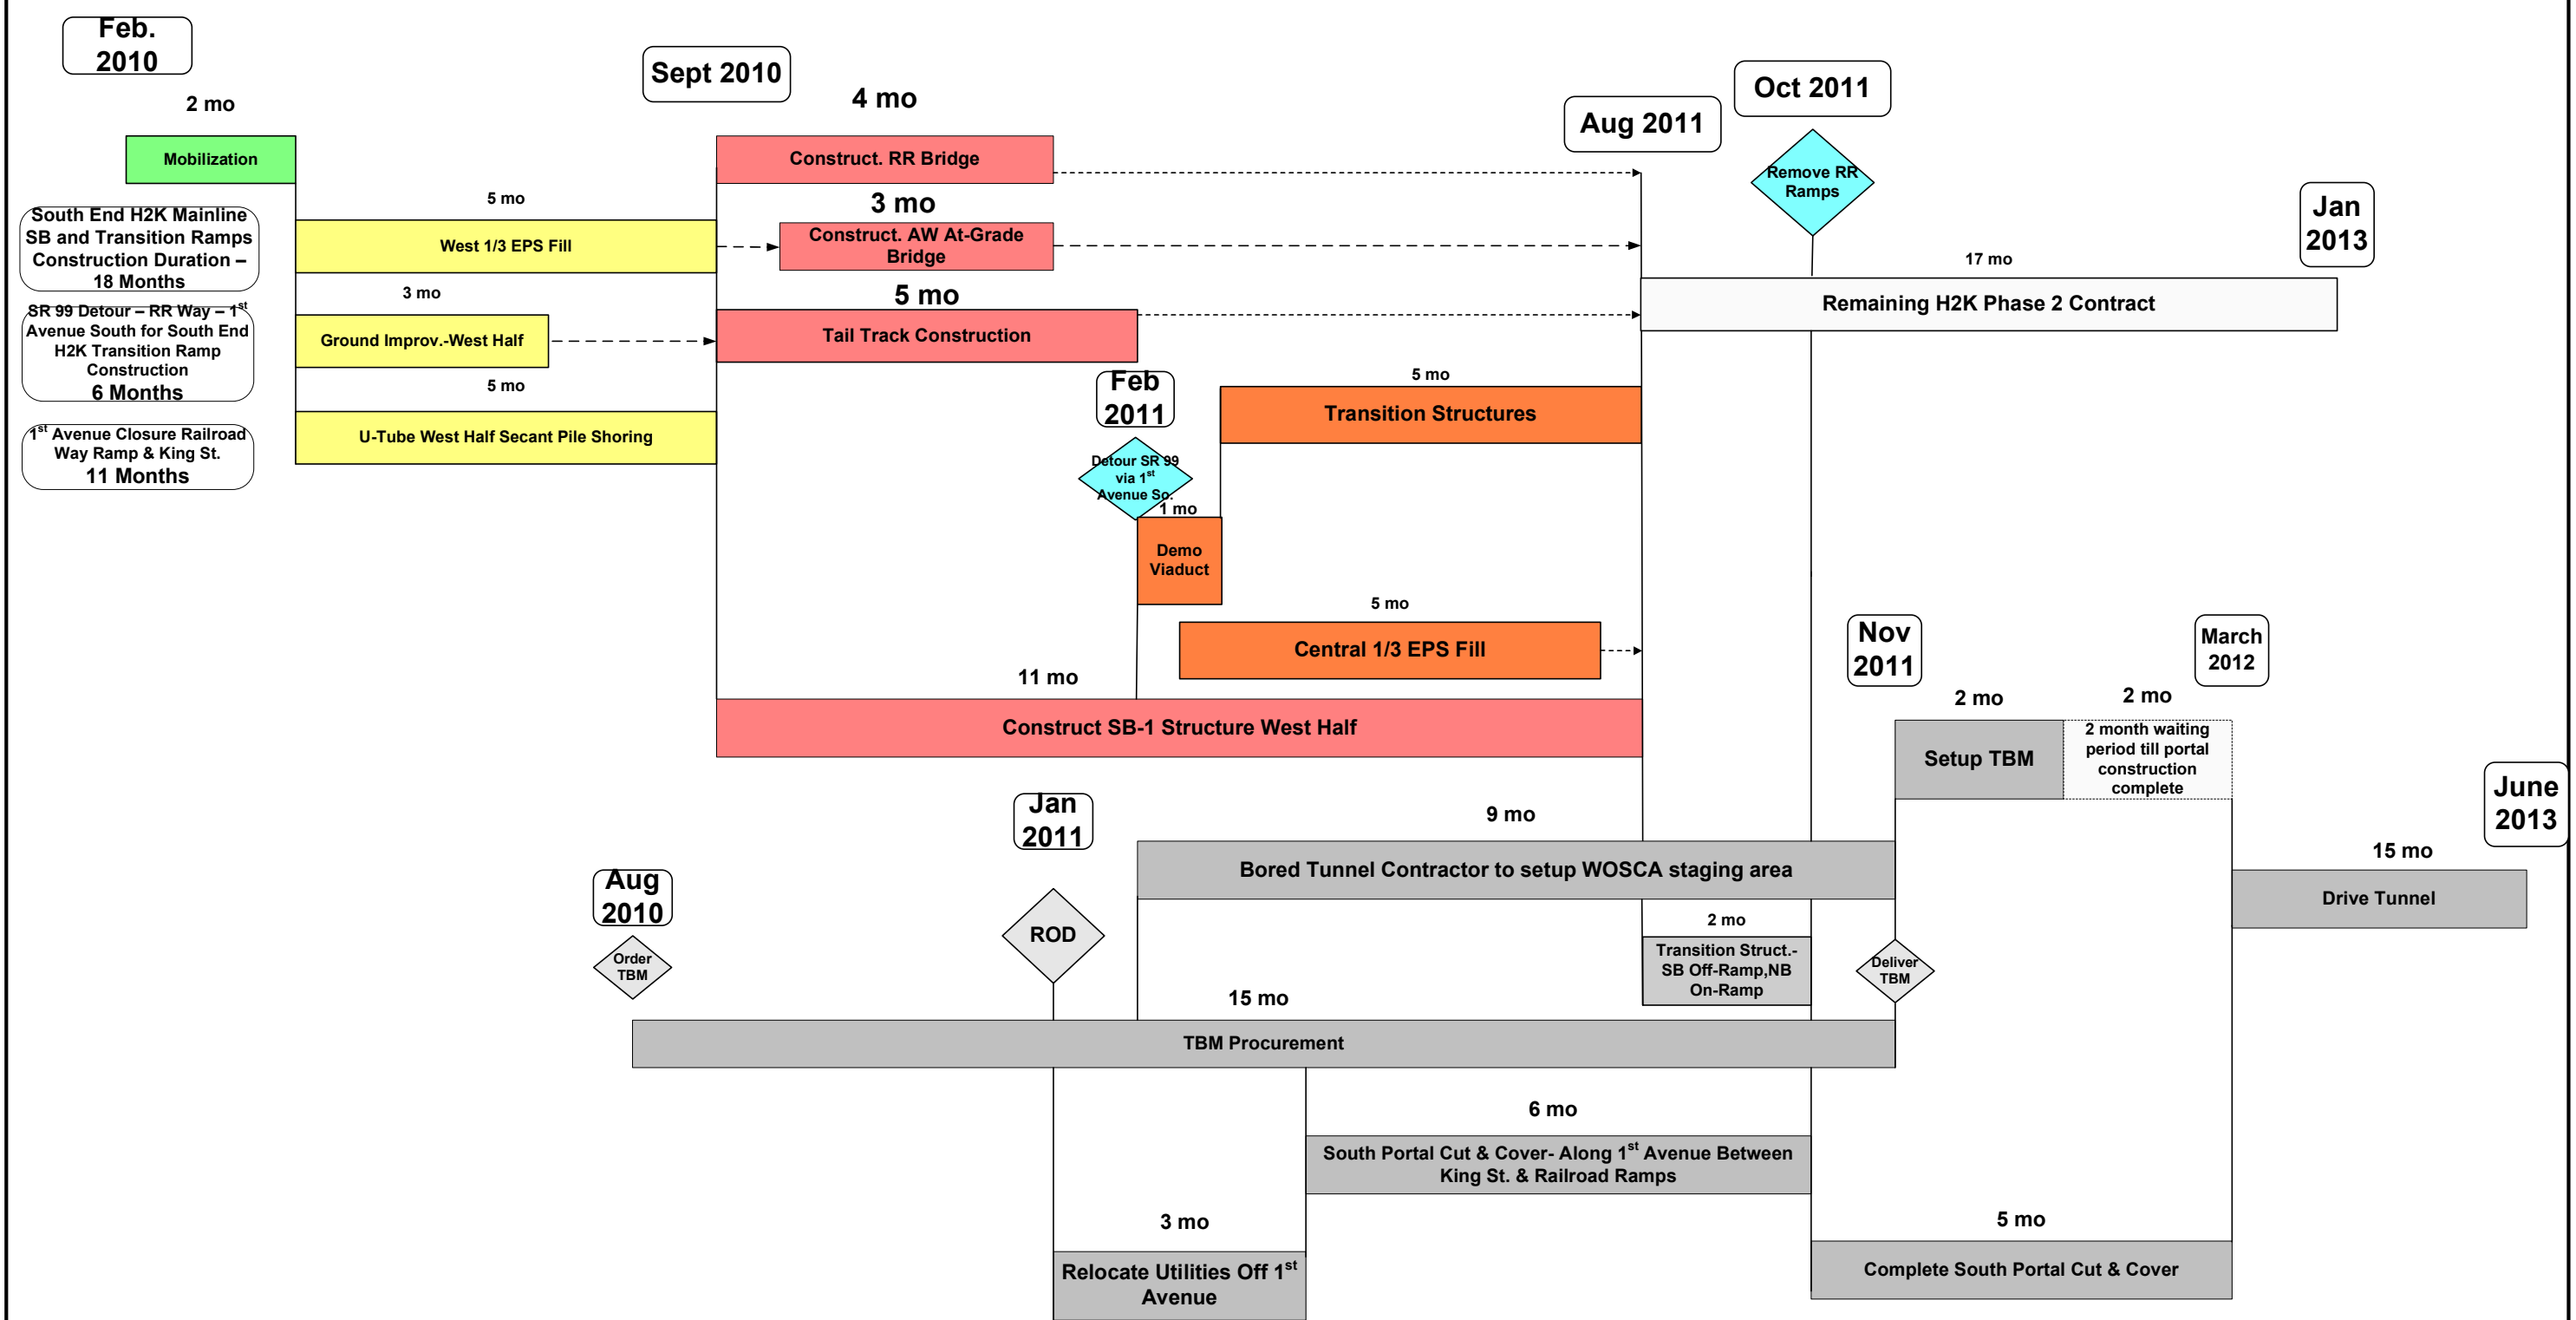 Feb.
2010
Sept 2010
Aug 2011
Oct 2011
Jan
2013
2 mo
Mobilization
4 mo
Construct. RR Bridge
Remove RR
Ramps
South End H2K Mainline
SB and Transition Ramps
Construction Duration –
18 Months
5 mo
West 1/3 EPS Fill
3 mo
Construct. AW At-Grade
Bridge
17 mo
Remaining H2K Phase 2 Contract
SR 99 Detour – RR Way – 1st
Avenue South for South End
H2K Transition Ramp
Construction
6 Months
3 mo
Ground Improv.-West Half
5 mo
Tail Track Construction
1st Avenue Closure Railroad
Way Ramp & King St.
11 Months
5 mo
U-Tube West Half Secant Pile Shoring
Feb
2011
Detour SR 99
via 1st
Avenue So.
5 mo
Transition Structures
1 mo
Demo
Viaduct
5 mo
Central 1/3 EPS Fill
11 mo
Construct SB-1 Structure West Half
Nov
2011
March
2012
2 mo
Setup TBM
2 mo
2 month waiting
period till portal
construction
complete
June
2013
Jan
2011
9 mo
Bored Tunnel Contractor to setup WOSCA staging area
15 mo
Drive Tunnel
Aug
2010
Order
TBM
ROD
2 mo
Transition Struct.-
SB Off-Ramp,NB
On-Ramp
Deliver
TBM
15 mo
TBM Procurement
6 mo
South Portal Cut & Cover- Along 1st Avenue Between
King St. & Railroad Ramps
3 mo
Relocate Utilities Off 1st
Avenue
5 mo
Complete South Portal Cut & Cover